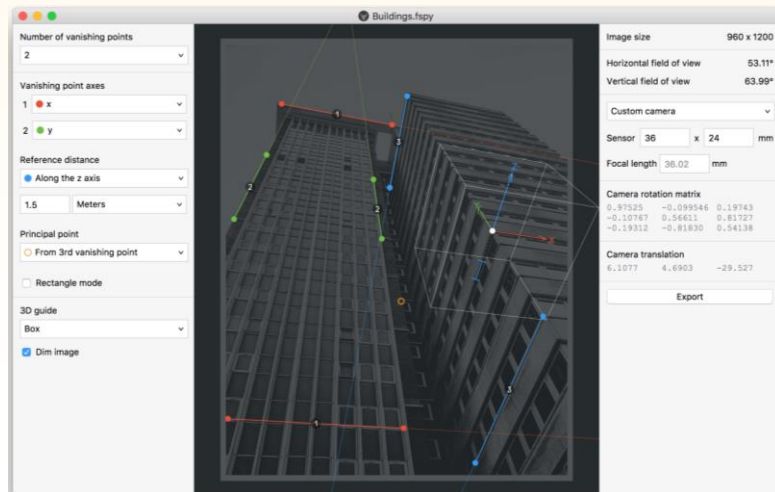 Buildings.fspy
Number of vanishing points
2
Vanishing point axes
1 x
2 y
Reference distance
Along the z axis
1.5 Meters
Principal point
From 3rd vanishing point
Rectangle mode
3D guide
Box
Dim image
1
3
2
2
z
y
x
3
1
Image size 960 x 1200
Horizontal field of view 53.11°
Vertical field of view 63.99°
Custom camera
Sensor 36 x 24 mm
Focal length 36.02 mm
Camera rotation matrix
0.97525 -0.099546 0.19743
-0.10767 0.56611 0.81727
-0.19312 -0.81830 0.54138
Camera translation
6.1077 4.6903 -29.527
Export